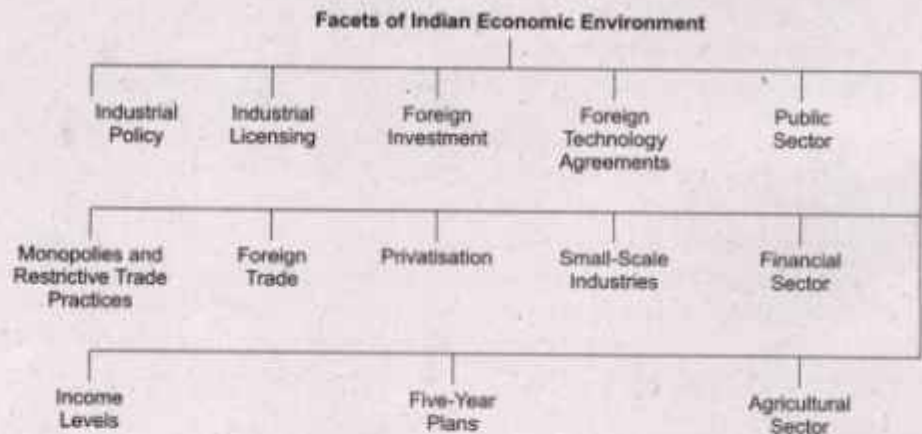 Facets of Indian Economic Environment
Industrial
Policy
Industrial
Licensing
Foreign
Investment
Foreign
Technology
Agreements
Public
Sector
Monopolies and
Restrictive Trade
Practices
Foreign
Trade
Privatisation
Small-Scale
Industries
Financial
Sector
Income
Levels
Five-Year
Plans
Agricultural
Sector